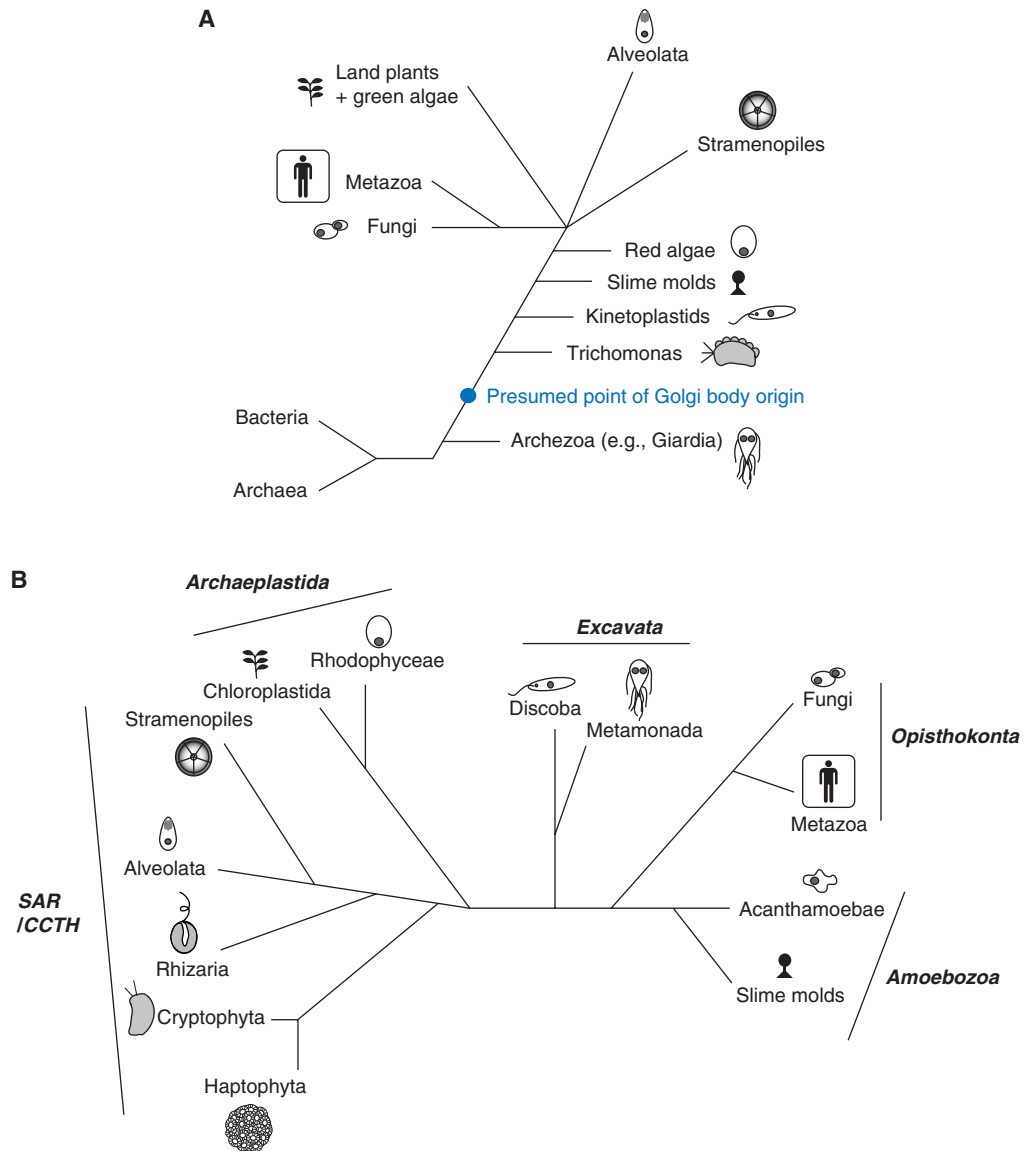 A
Alveolata
Land plants
+ green algae
Stramenopiles
Metazoa
Fungi
Red algae
Slime molds
Kinetoplastids
Trichomonas
Presumed point of Golgi body origin
Bacteria
Archezoa (e.g., Giardia)
Archaea
B
Archaeplastida
Excavata
Rhodophyceae
Chloroplastida
Discoba
Fungi
Stramenopiles
Metamonada
Opisthokonta
Metazoa
Alveolata
SAR
/CCTH
Acanthamoebae
Rhizaria
Amoebozoa
Slime molds
Cryptophyta
Haptophyta